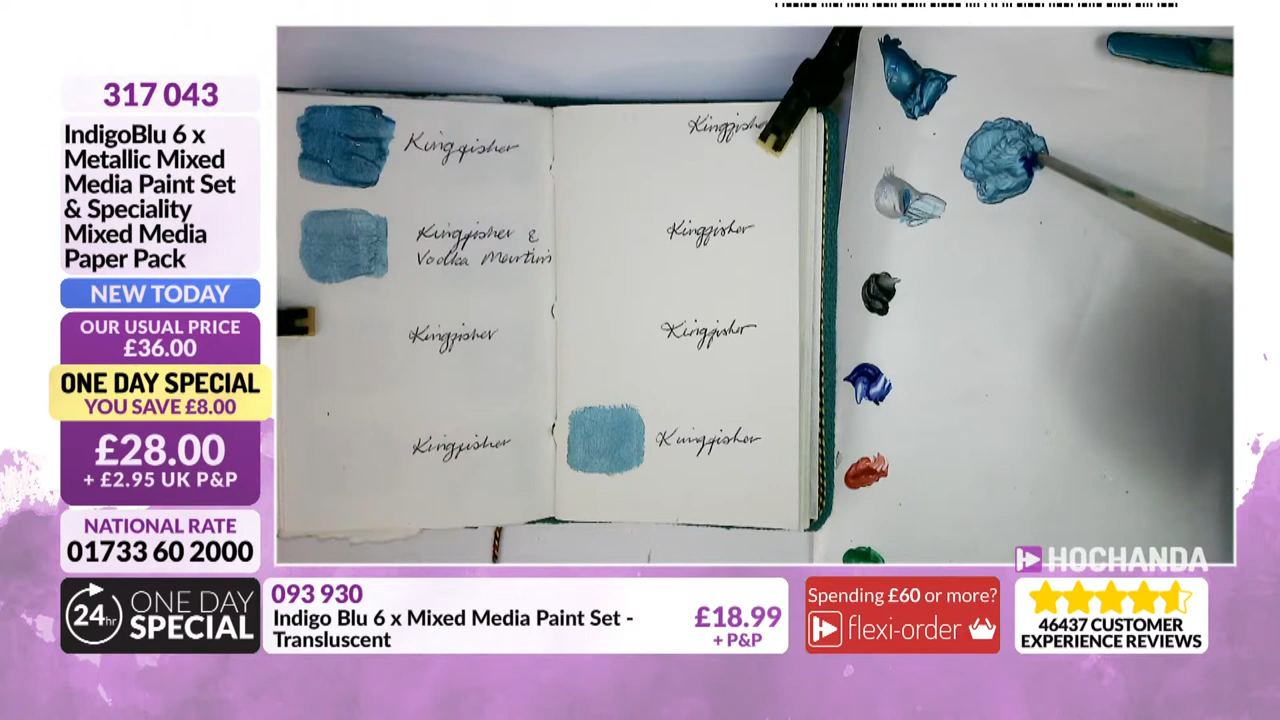 317 043
IndigoBlu 6 x
Metallic Mixed
Media Paint Set
& Speciality
Mixed Media
Paper Pack
NEW TODAY
OUR USUAL PRICE
£36.00
ONE DAY SPECIAL
YOU SAVE £8.00
£28.00
+ £2.95 UK P&P
NATIONAL RATE
01733 60 2000
24hr
ONE DAY
SPECIAL
Kingfisher
Kingfisher &
Vodka Martini
Kingfisher
Kingfisher
Kingfisher
Kingfisher
Kingfisher
Kingfisher
HOCHANDA
093 930
Indigo Blu 6 x Mixed Media Paint Set -
Transluscent
£18.99
+ P&P
Spending £60 or more?
flexi-order
46437 CUSTOMER
EXPERIENCE REVIEWS